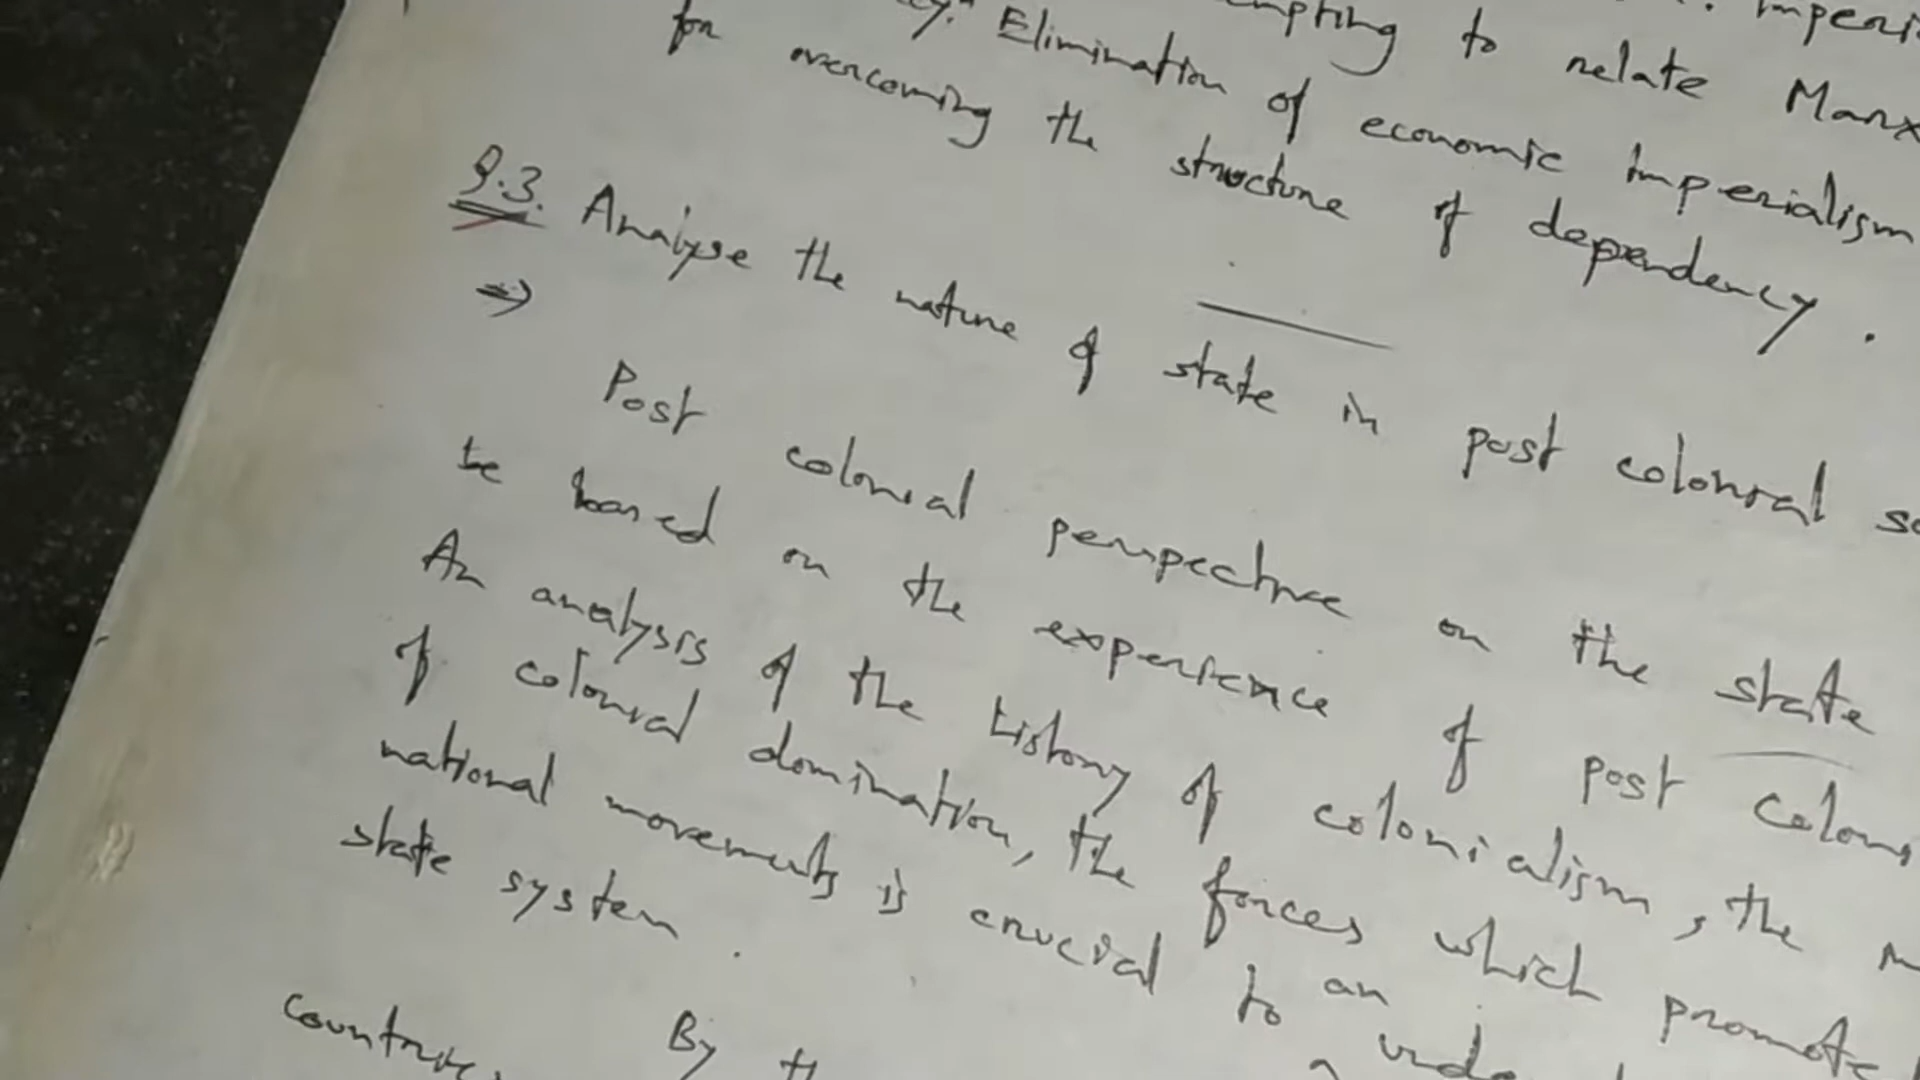 to relate Marx
Elimination of economic imperialism
for overcoming the structure of dependency.
Q.3. Analyse the nature of state in post colonial
⇒ Post colonial perspective on the state
be based on the experience of post
An analysis of the history of colonialism, the
of colonial domination, the forces which promote
national movements is crucial to an
state system.
By